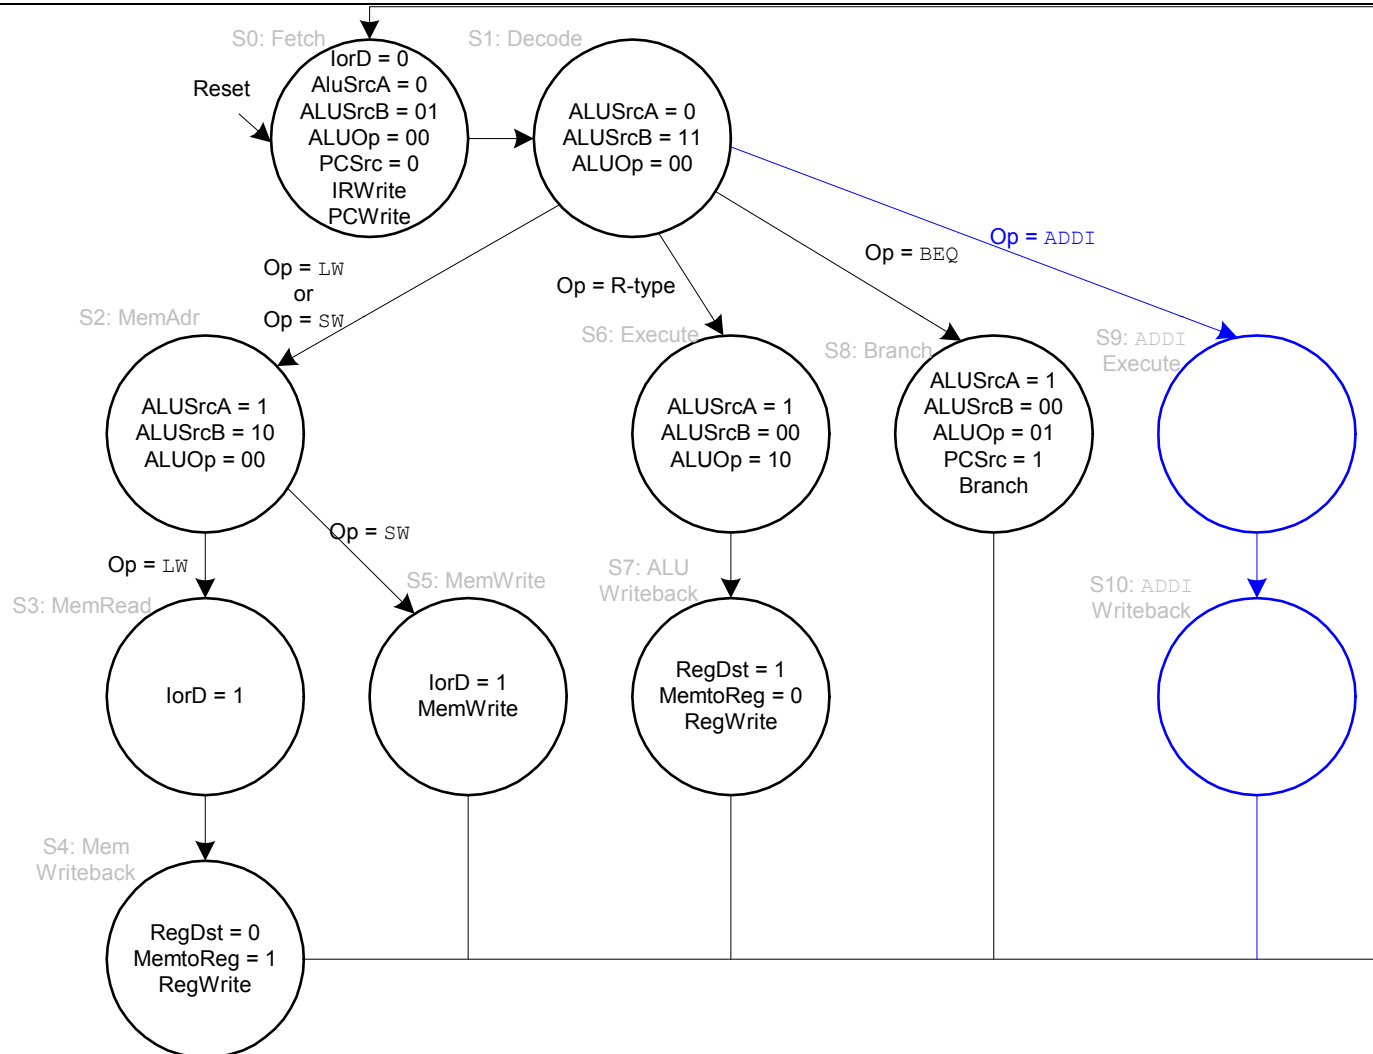 S0: Fetch
IorD = 0
AluSrcA = 0
ALUSrcB = 01
ALUOp = 00
PCSrc = 0
IRWrite
PCWrite
Reset
S1: Decode
ALUSrcA = 0
ALUSrcB = 11
ALUOp = 00
Op = LW
or
Op = SW
Op = R-type
Op = BEQ
Op = ADDI
S2: MemAdr
ALUSrcA = 1
ALUSrcB = 10
ALUOp = 00
S6: Execute
ALUSrcA = 1
ALUSrcB = 00
ALUOp = 10
S8: Branch
ALUSrcA = 1
ALUSrcB = 00
ALUOp = 01
PCSrc = 1
Branch
S9: ADDI
Execute
Op = LW
Op = SW
S3: MemRead
IorD = 1
S5: MemWrite
IorD = 1
MemWrite
S7: ALU
Writeback
RegDst = 1
MemtoReg = 0
RegWrite
S10: ADDI
Writeback
S4: Mem
Writeback
RegDst = 0
MemtoReg = 1
RegWrite